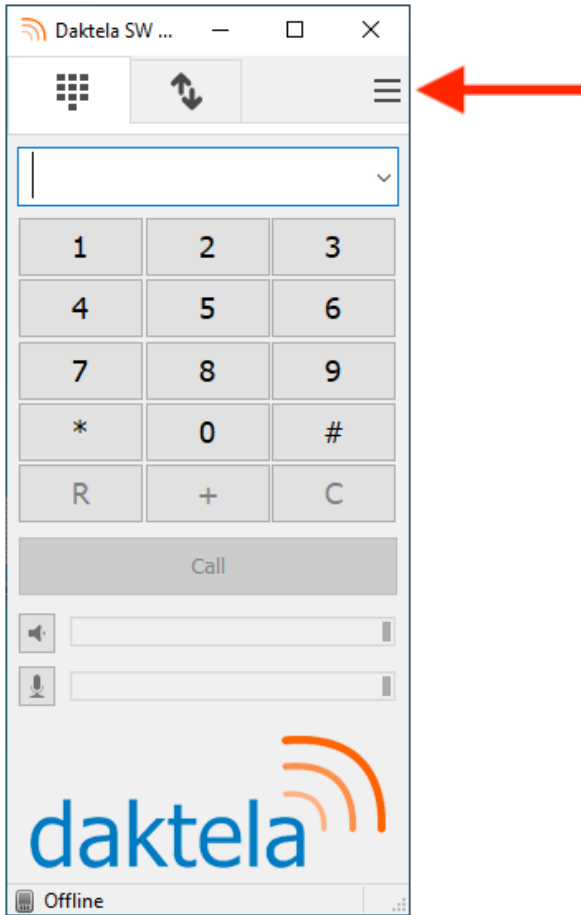 Daktela SW ...
1 2 3
4 5 6
7 8 9
* 0 #
R + C
Call
daktela
Offline